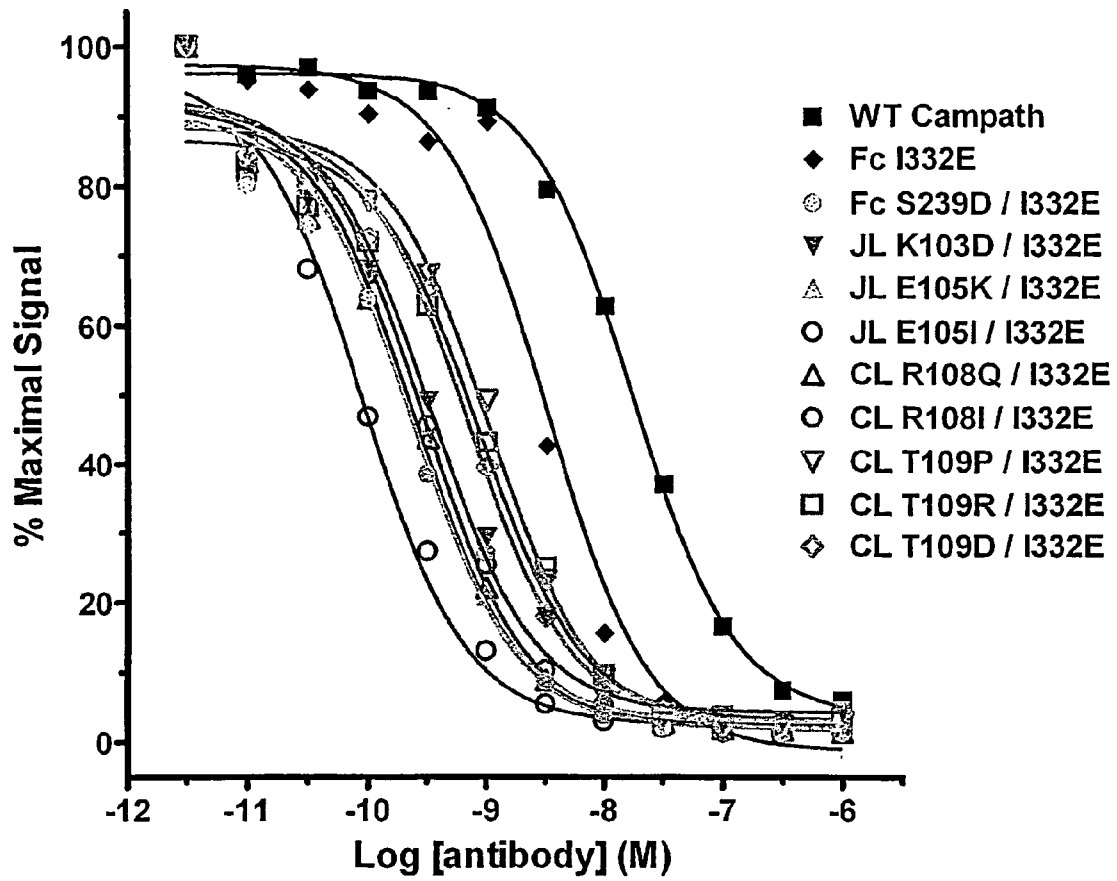 100
80
60
40
20
0
% Maximal Signal
-12 -11 -10 -9 -8 -7 -6
Log [antibody] (M)
WT Campath
Fc I332E
Fc S239D / I332E
JL K103D / I332E
JL E105K / I332E
JL E105I / I332E
CL R108Q / I332E
CL R108I / I332E
CL T109P / I332E
CL T109R / I332E
CL T109D / I332E